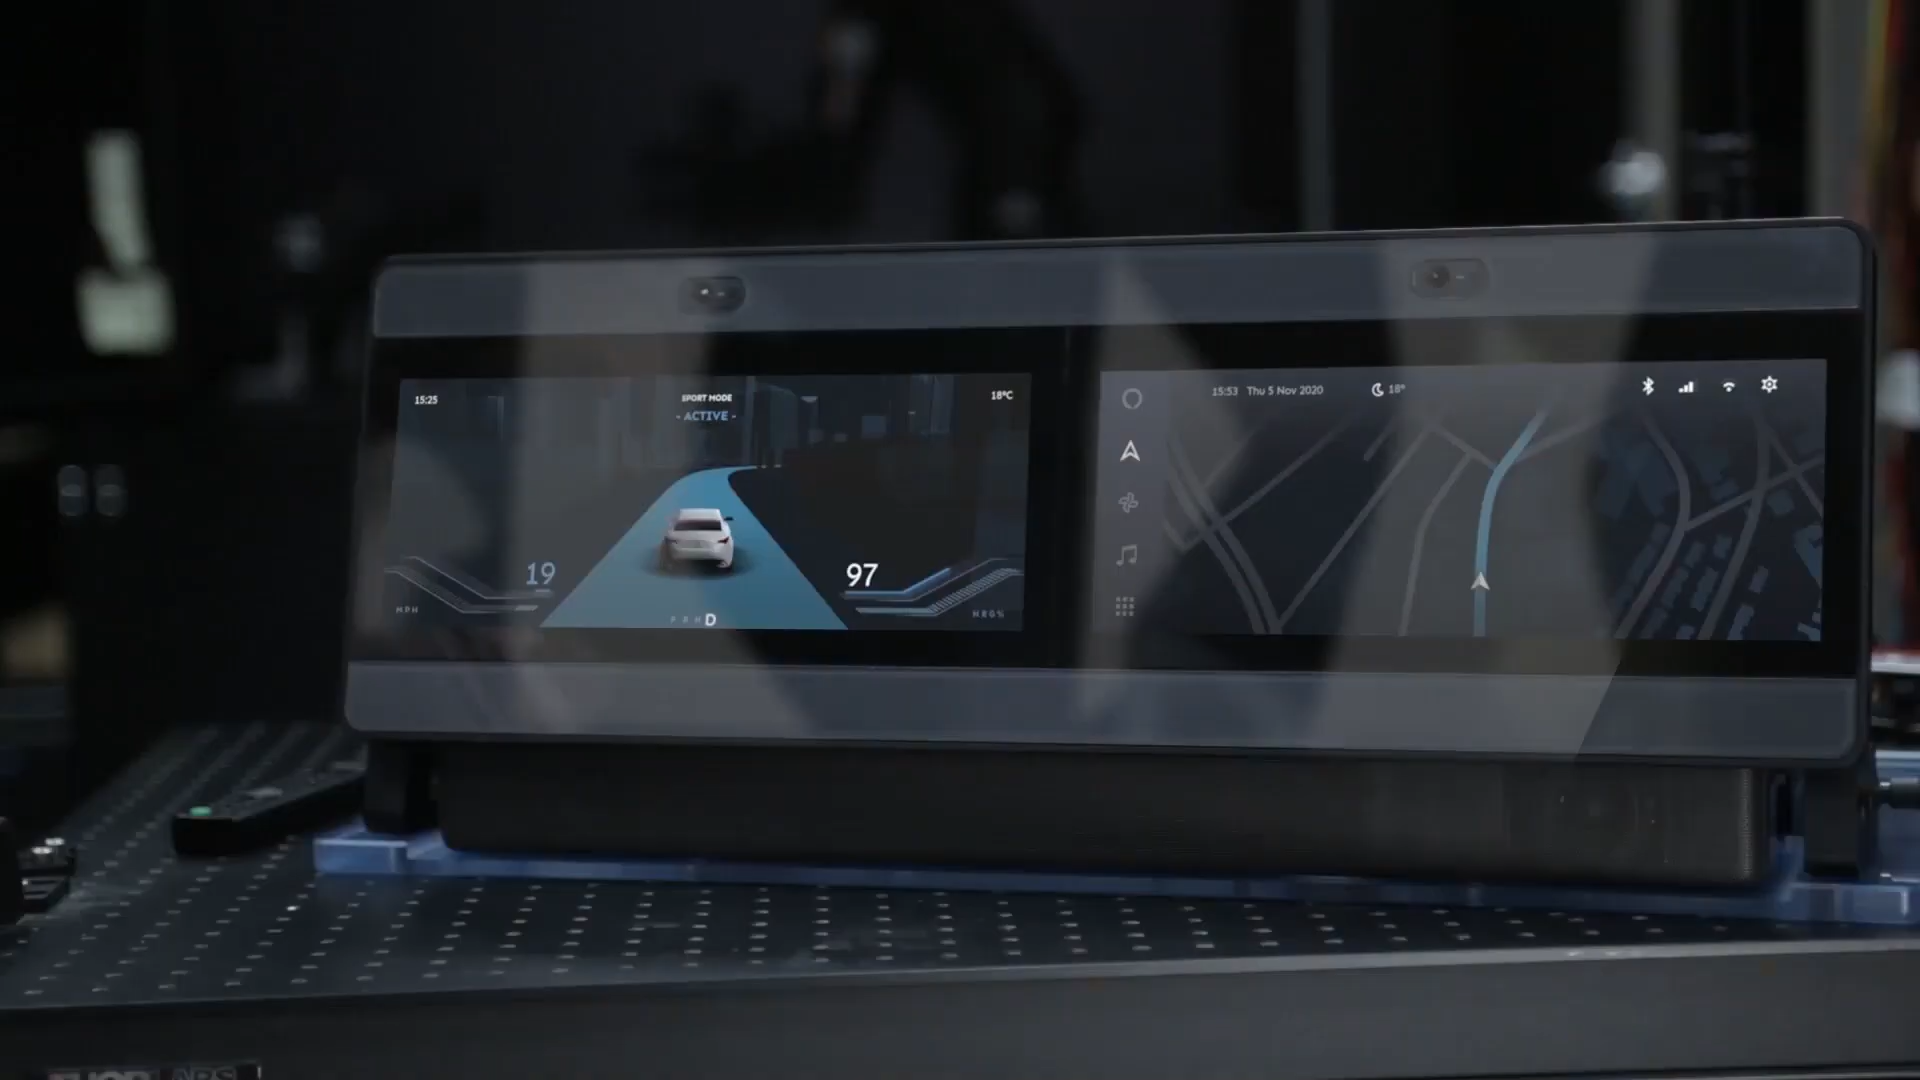 15:25
SPORT MODE
- ACTIVE -
18°C
19
97
MPH
P R N D
15:53 Thu 5 Nov 2020
18°